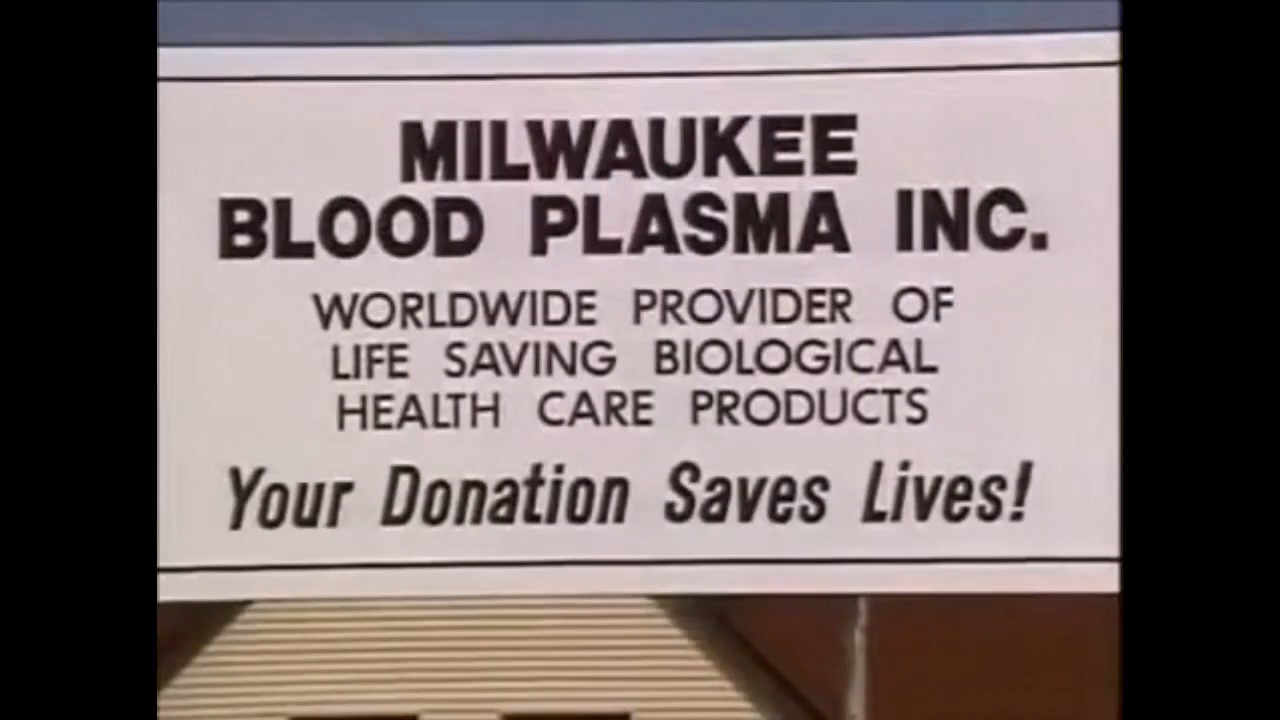 MILWAUKEE
BLOOD PLASMA INC.
WORLDWIDE PROVIDER OF
LIFE SAVING BIOLOGICAL
HEALTH CARE PRODUCTS
Your Donation Saves Lives!